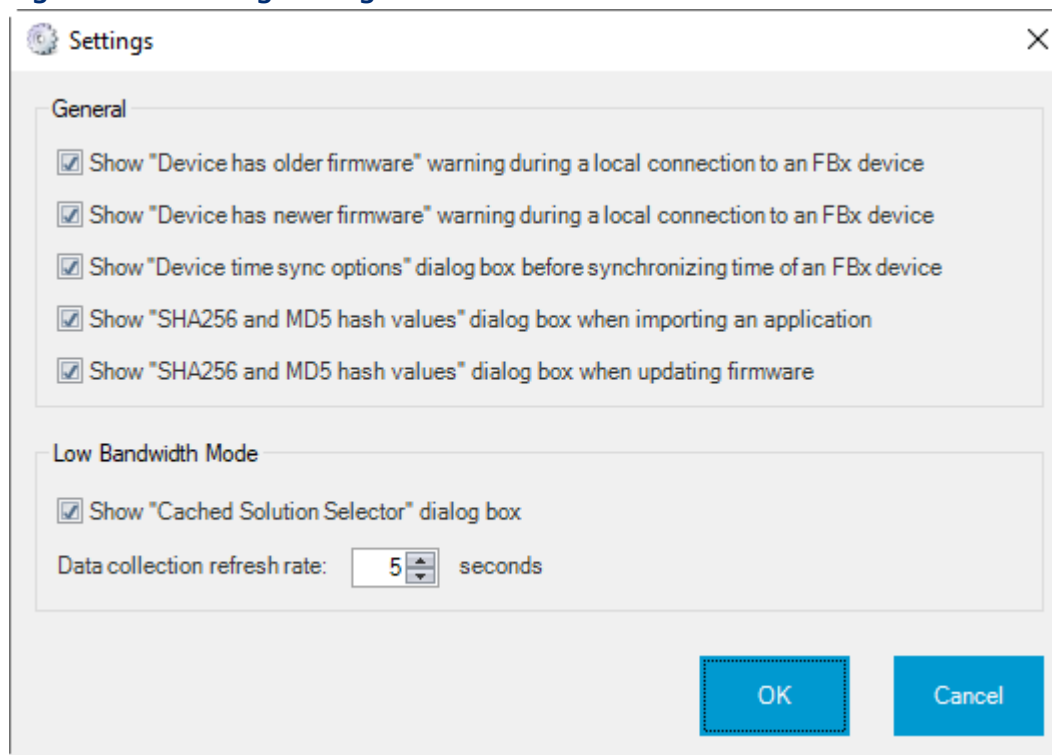 Settings
General
Show "Device has older firmware" warning during a local connection to an FBx device
Show "Device has newer firmware" warning during a local connection to an FBx device
Show "Device time sync options" dialog box before synchronizing time of an FBx device
Show "SHA256 and MD5 hash values" dialog box when importing an application
Show "SHA256 and MD5 hash values" dialog box when updating firmware
Low Bandwidth Mode
Show "Cached Solution Selector" dialog box
Data collection refresh rate: 5 seconds
OK Cancel